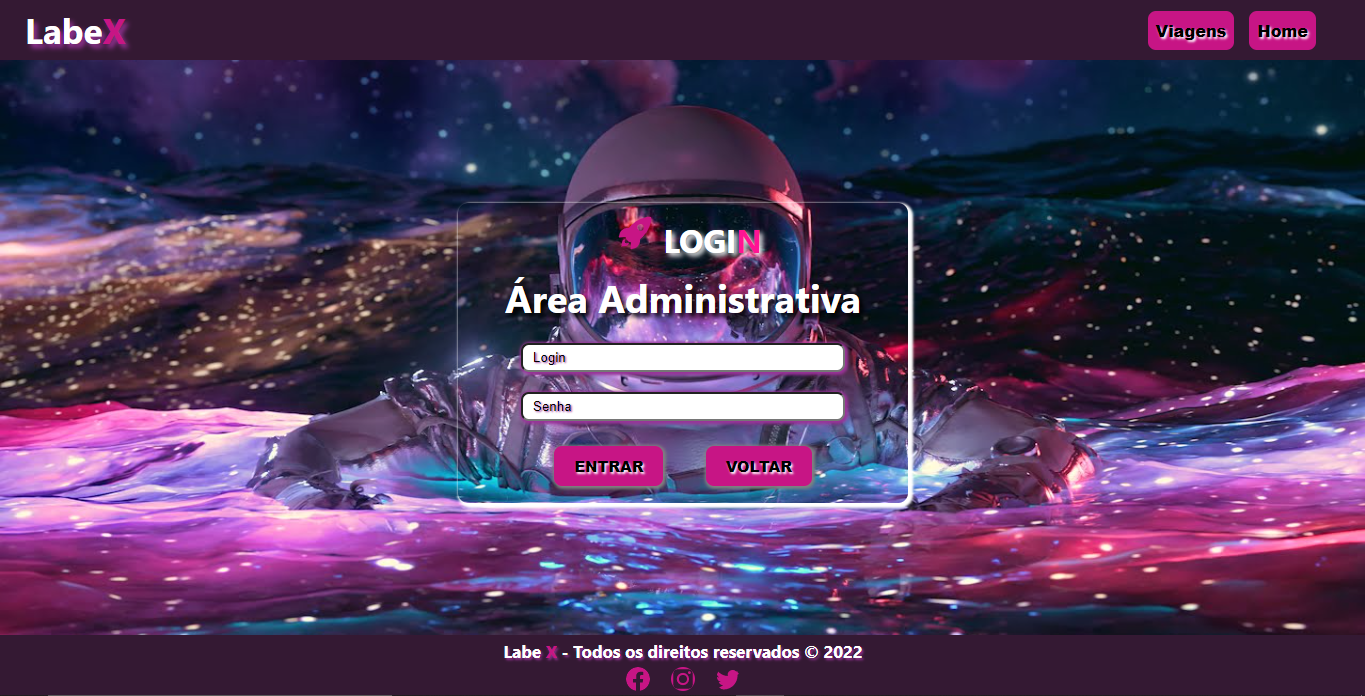 LabeX
Viagens Home
LOGIN
Área Administrativa
Login
Senha
ENTRAR VOLTAR
Labe X - Todos os direitos reservados © 2022